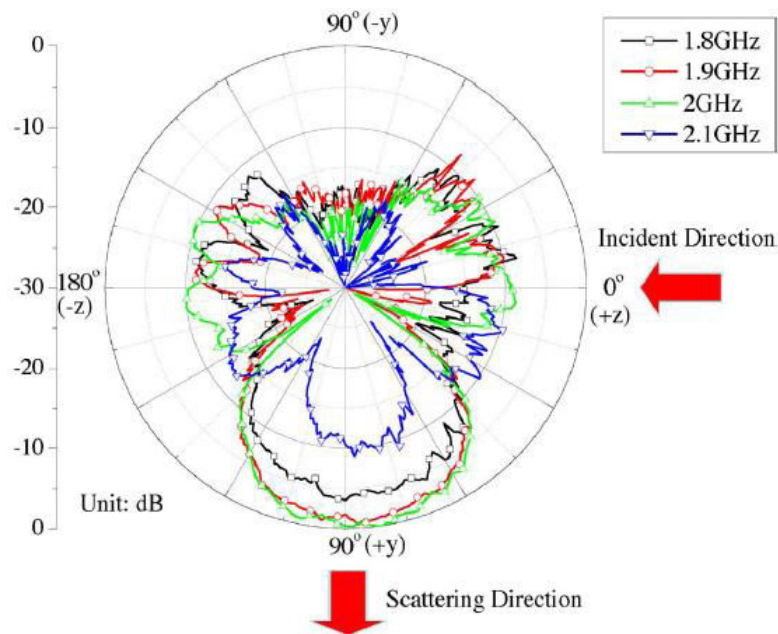 90° (-y)
0
-10
-20
-30
-20
-10
0
180°
(-z)
0°
(+z)
90° (+y)
Unit: dB
1.8GHz
1.9GHz
2GHz
2.1GHz
Incident Direction
Scattering Direction